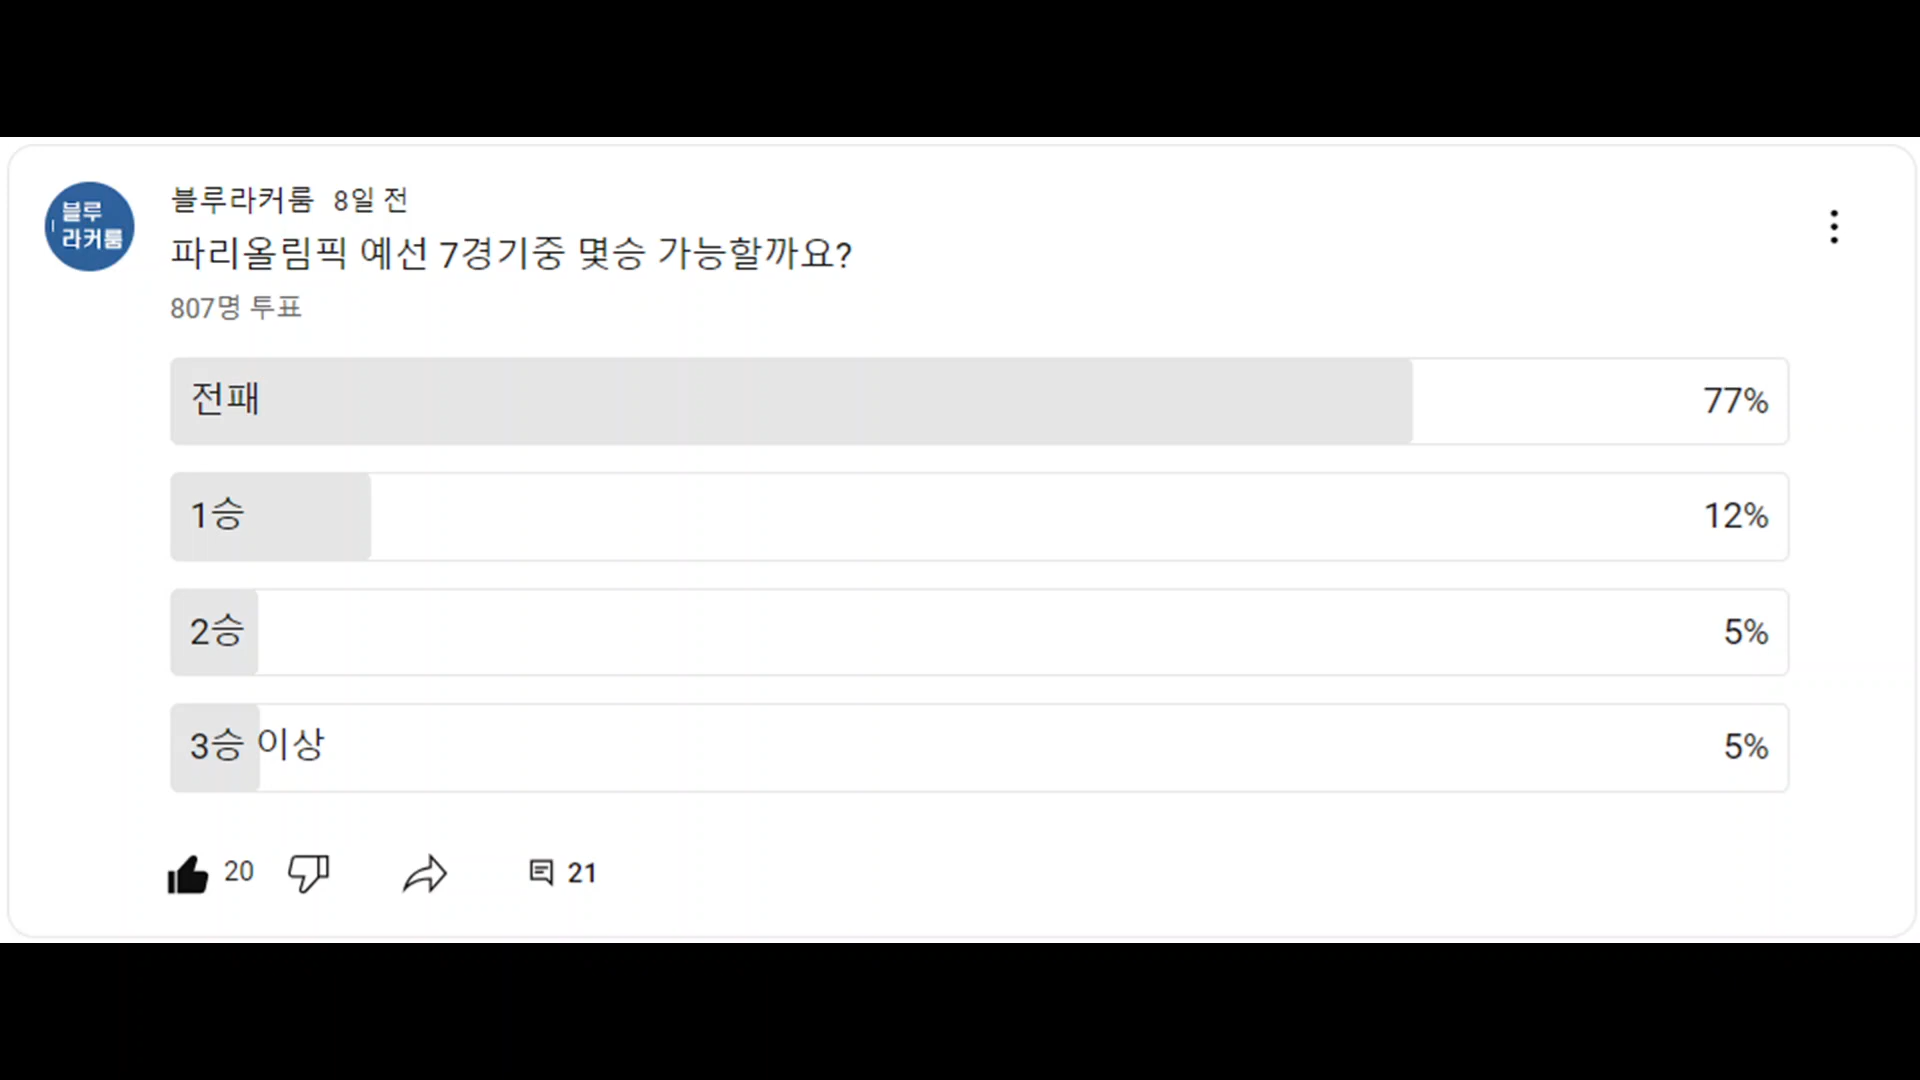 블루
라커룸
블루라커룸 8일 전
파리올림픽 예선 7경기중 몇승 가능할까요?
807명 투표
전패 77%
1승 12%
2승 5%
3승 이상 5%
20 21